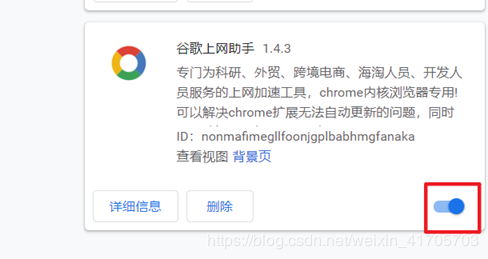 谷歌上网助手 1.4.3
专门为科研、外贸、跨境电商、海淘人员、开发人
员服务的上网加速工具，chrome内核浏览器专用!
可以解决chrome扩展无法自动更新的问题，同时
ID：nonmafimegllfoonjgplbabhmgfanaka
查看视图 背景页
详细信息 删除
https://blog.csdn.net/weixin_41705703